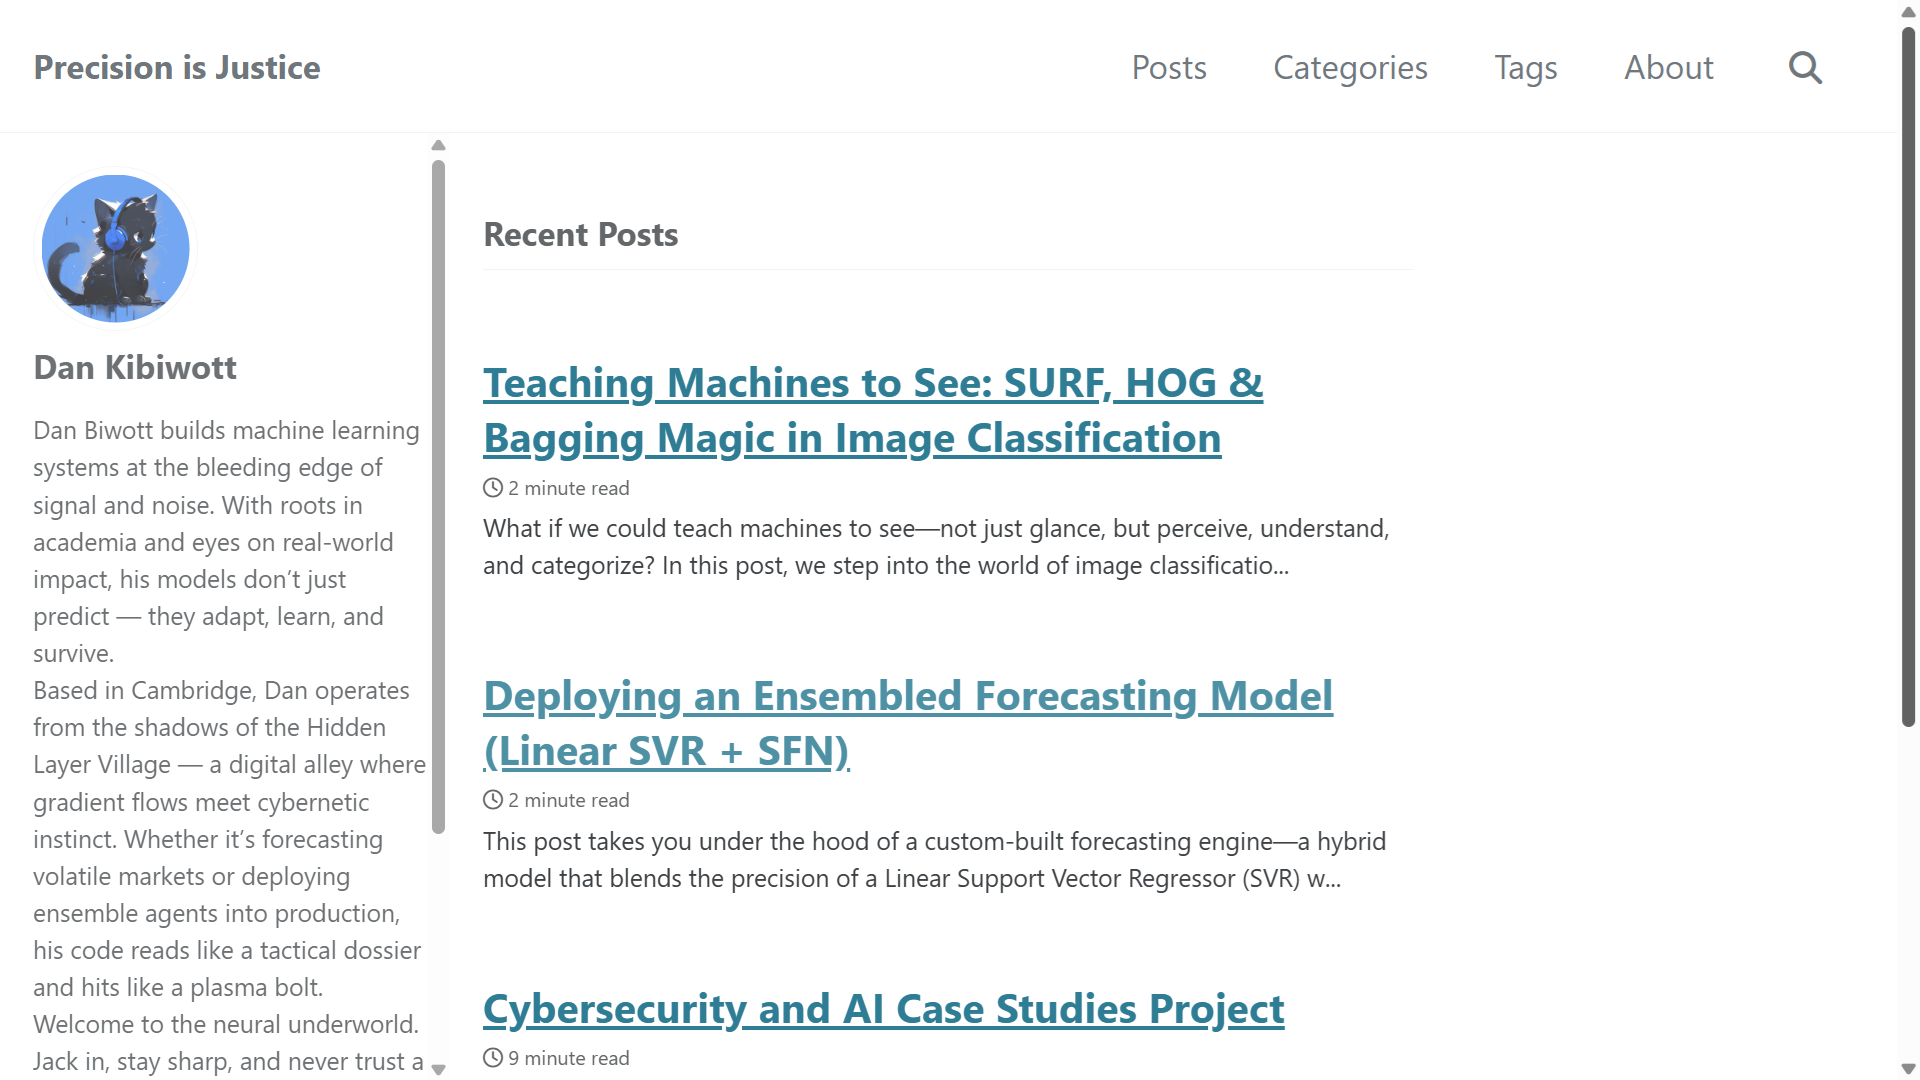 Precision is Justice
Posts
Categories
Tags
About
Dan Kibiwott
Dan Biwott builds machine learning
systems at the bleeding edge of
signal and noise. With roots in
academia and eyes on real-world
impact, his models don’t just
predict — they adapt, learn, and
survive.
Based in Cambridge, Dan operates
from the shadows of the Hidden
Layer Village — a digital alley where
gradient flows meet cybernetic
instinct. Whether it’s forecasting
volatile markets or deploying
ensemble agents into production,
his code reads like a tactical dossier
and hits like a plasma bolt.
Welcome to the neural underworld.
Jack in, stay sharp, and never trust a
Recent Posts
Teaching Machines to See: SURF, HOG &
Bagging Magic in Image Classification
2 minute read
What if we could teach machines to see—not just glance, but perceive, understand,
and categorize? In this post, we step into the world of image classificatio...
Deploying an Ensembled Forecasting Model
(Linear SVR + SFN)
2 minute read
This post takes you under the hood of a custom-built forecasting engine—a hybrid
model that blends the precision of a Linear Support Vector Regressor (SVR) w...
Cybersecurity and AI Case Studies Project
9 minute read